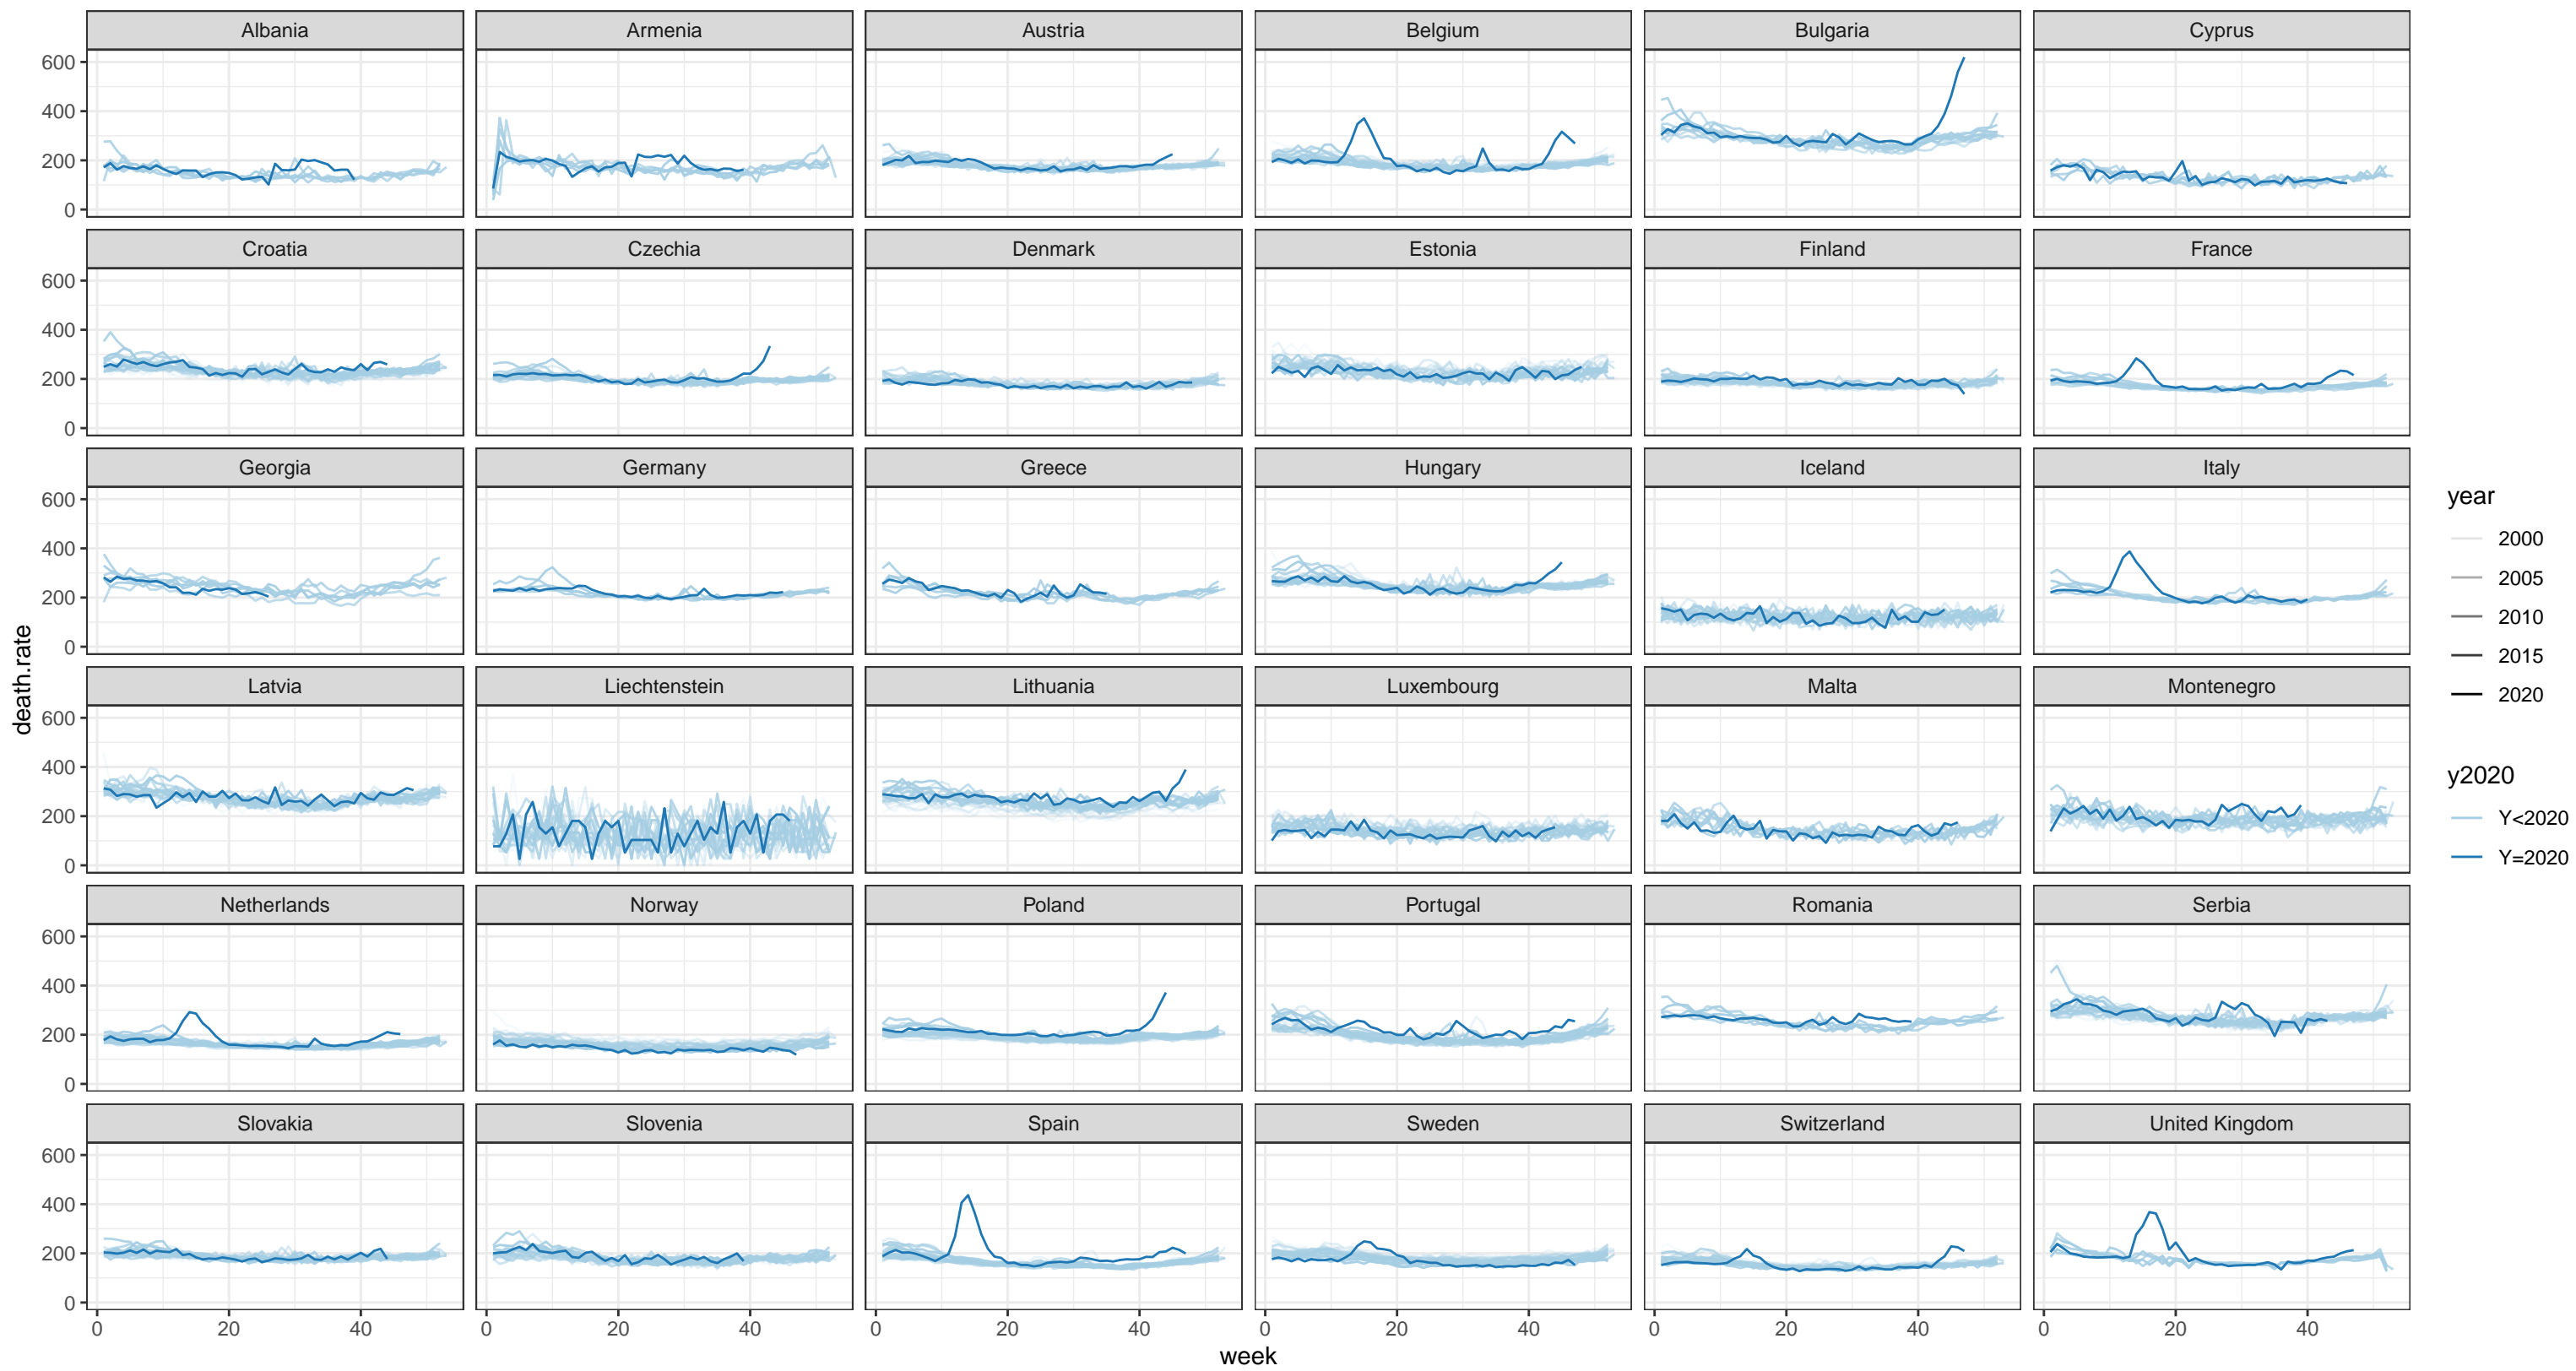 Albania Armenia Austria Belgium Bulgaria Cyprus
600
400
200
0
Croatia Czechia Denmark Estonia Finland France
600
400
200
0
Georgia Germany Greece Hungary Iceland Italy
600
400
200
0
Latvia Liechtenstein Lithuania Luxembourg Malta Montenegro
600
400
200
0
Netherlands Norway Poland Portugal Romania Serbia
600
400
200
0
Slovakia Slovenia Spain Sweden Switzerland United Kingdom
600
400
200
0
0 20 40 0 20 40 0 20 40 0 20 40 0 20 40 0 20 40
week
death.rate
year
2000
2005
2010
2015
2020
y2020
Y<2020
Y=2020